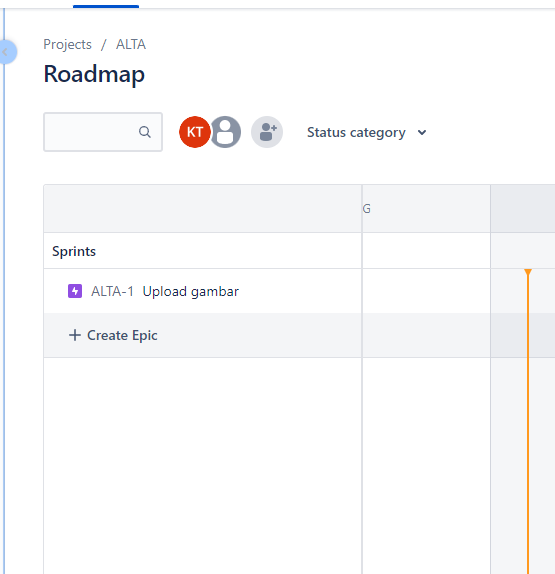 Projects / ALTA
Roadmap
KT
Status category
G
Sprints
ALTA-1 Upload gambar
+ Create Epic